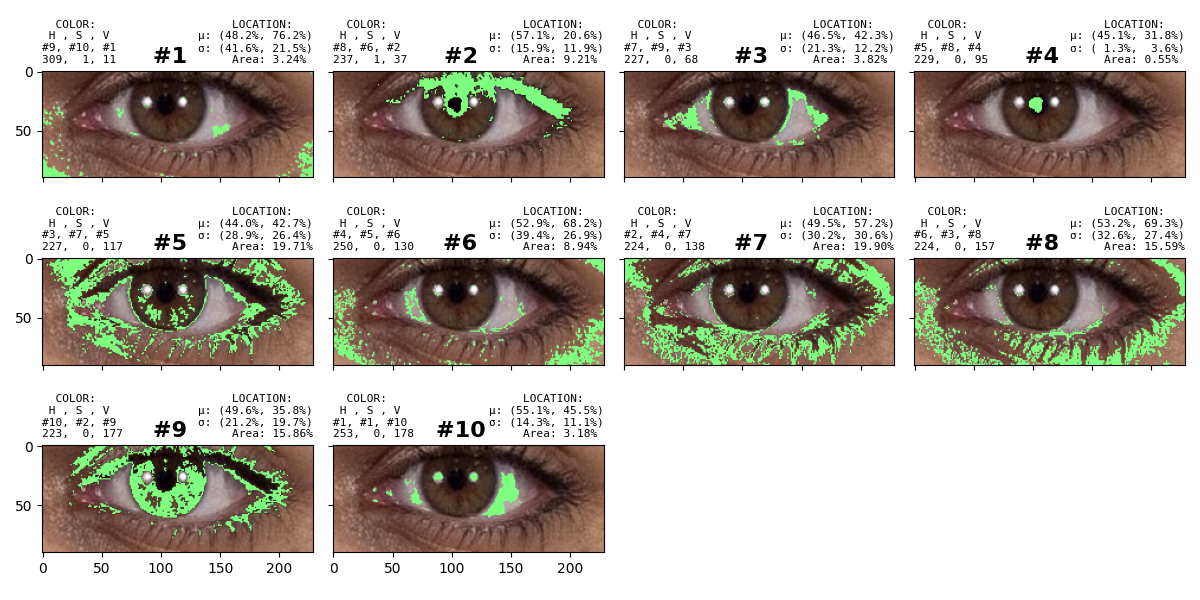 COLOR: LOCATION:
H , S , V μ: (48.2%, 76.2%)
#9, #10, #1 σ: (41.6%, 21.5%)
309, 1, 11 #1 Area: 3.24%
COLOR: LOCATION:
H , S , V μ: (57.1%, 20.6%)
#8, #6, #2 σ: (15.9%, 11.9%)
237, 1, 37 #2 Area: 9.21%
COLOR: LOCATION:
H , S , V μ: (46.5%, 42.3%)
#7, #9, #3 σ: (21.3%, 12.2%)
227, 0, 68 #3 Area: 3.82%
COLOR: LOCATION:
H , S , V μ: (45.1%, 31.8%)
#5, #8, #4 σ: ( 1.3%, 3.6%)
229, 0, 95 #4 Area: 0.55%
0
50
COLOR: LOCATION:
H , S , V μ: (44.0%, 42.7%)
#3, #7, #5 σ: (28.9%, 26.4%)
227, 0, 117 #5 Area: 19.71%
COLOR: LOCATION:
H , S , V μ: (52.9%, 68.2%)
#4, #5, #6 σ: (39.4%, 26.9%)
250, 0, 130 #6 Area: 8.94%
COLOR: LOCATION:
H , S , V μ: (49.5%, 57.2%)
#2, #4, #7 σ: (30.2%, 30.6%)
224, 0, 138 #7 Area: 19.90%
COLOR: LOCATION:
H , S , V μ: (53.2%, 69.3%)
#6, #3, #8 σ: (32.6%, 27.4%)
224, 0, 157 #8 Area: 15.59%
0
50
COLOR: LOCATION:
H , S , V μ: (49.6%, 35.8%)
#10, #2, #9 σ: (21.2%, 19.7%)
223, 0, 177 #9 Area: 15.86%
COLOR: LOCATION:
H , S , V μ: (55.1%, 45.5%)
#1, #1, #10 σ: (14.3%, 11.1%)
253, 0, 178 #10 Area: 3.18%
0
50
0 50 100 150 200
0 50 100 150 200